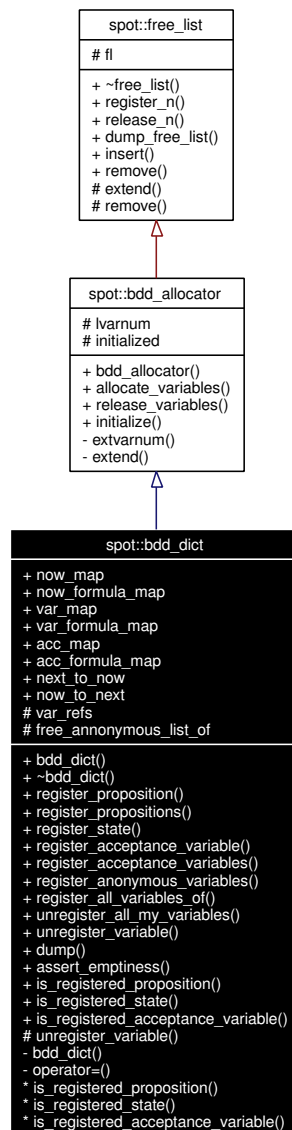 spot::free_list
# fl
+ ~free_list()
+ register_n()
+ release_n()
+ dump_free_list()
+ insert()
+ remove()
# extend()
# remove()
spot::bdd_allocator
# lvarnum
# initialized
+ bdd_allocator()
+ allocate_variables()
+ release_variables()
+ initialize()
- extvarnum()
- extend()
spot::bdd_dict
+ now_map
+ now_formula_map
+ var_map
+ var_formula_map
+ acc_map
+ acc_formula_map
+ next_to_now
+ now_to_next
# var_refs
# free_annonymous_list_of
+ bdd_dict()
+ ~bdd_dict()
+ register_proposition()
+ register_propositions()
+ register_state()
+ register_acceptance_variable()
+ register_acceptance_variables()
+ register_anonymous_variables()
+ register_all_variables_of()
+ unregister_all_my_variables()
+ unregister_variable()
+ dump()
+ assert_emptiness()
+ is_registered_proposition()
+ is_registered_state()
+ is_registered_acceptance_variable()
# unregister_variable()
- bdd_dict()
- operator=()
* is_registered_proposition()
* is_registered_state()
* is_registered_acceptance_variable()